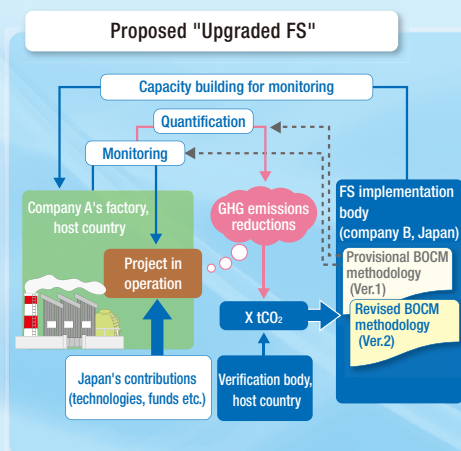 Proposed "Upgraded FS"
Capacity building for monitoring
Quantification
Monitoring
Company A's factory,
host country
GHG emissions
reductions
FS implementation
body
(company B, Japan)
Provisional BOCM
methodology
(Ver.1)
Revised BOCM
methodology
(Ver.2)
Project in
operation
X tCO₂
Japan's contributions
(technologies, funds etc.)
Verification body,
host country